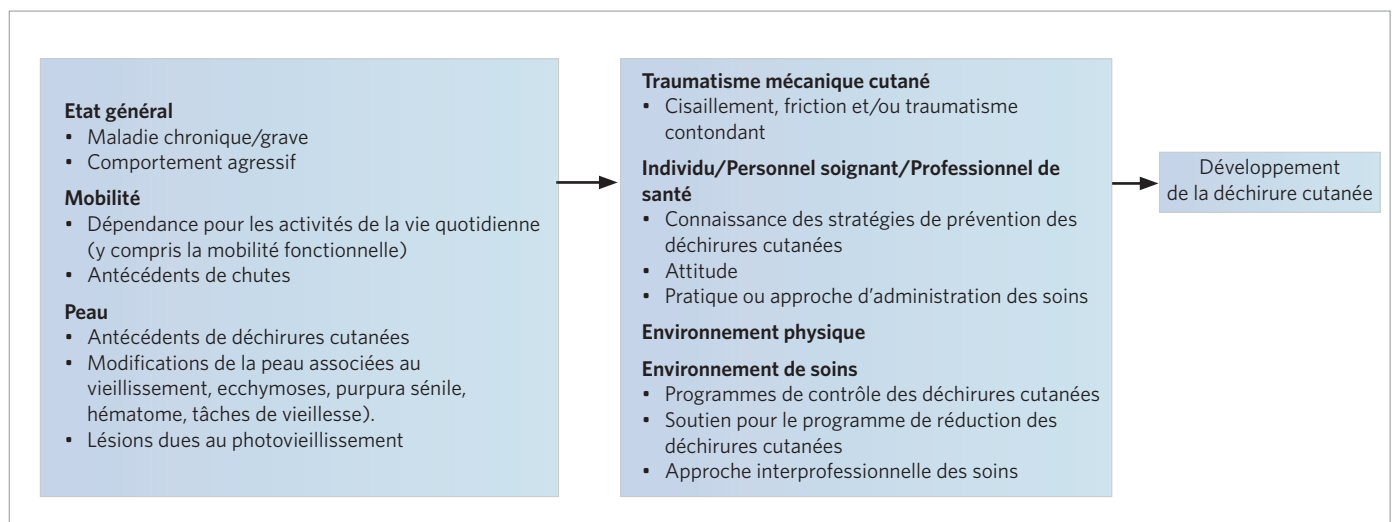 Etat général
• Maladie chronique/grave
• Comportement agressif
Mobilité
• Dépendance pour les activités de la vie quotidienne
(y compris la mobilité fonctionnelle)
• Antécédents de chutes
Peau
• Antécédents de déchirures cutanées
• Modifications de la peau associées au
vieillissement, ecchymoses, purpura sénile,
hématome, tâches de vieillesse).
• Lésions dues au photovieillissement
Traumatisme mécanique cutané
• Cisaillement, friction et/ou traumatisme
contondant
Individu/Personnel soignant/Professionnel de
santé
• Connaissance des stratégies de prévention des
déchirures cutanées
• Attitude
• Pratique ou approche d’administration des soins
Environnement physique
Environnement de soins
• Programmes de contrôle des déchirures cutanées
• Soutien pour le programme de réduction des
déchirures cutanées
• Approche interprofessionnelle des soins
Développement
de la déchirure cutanée